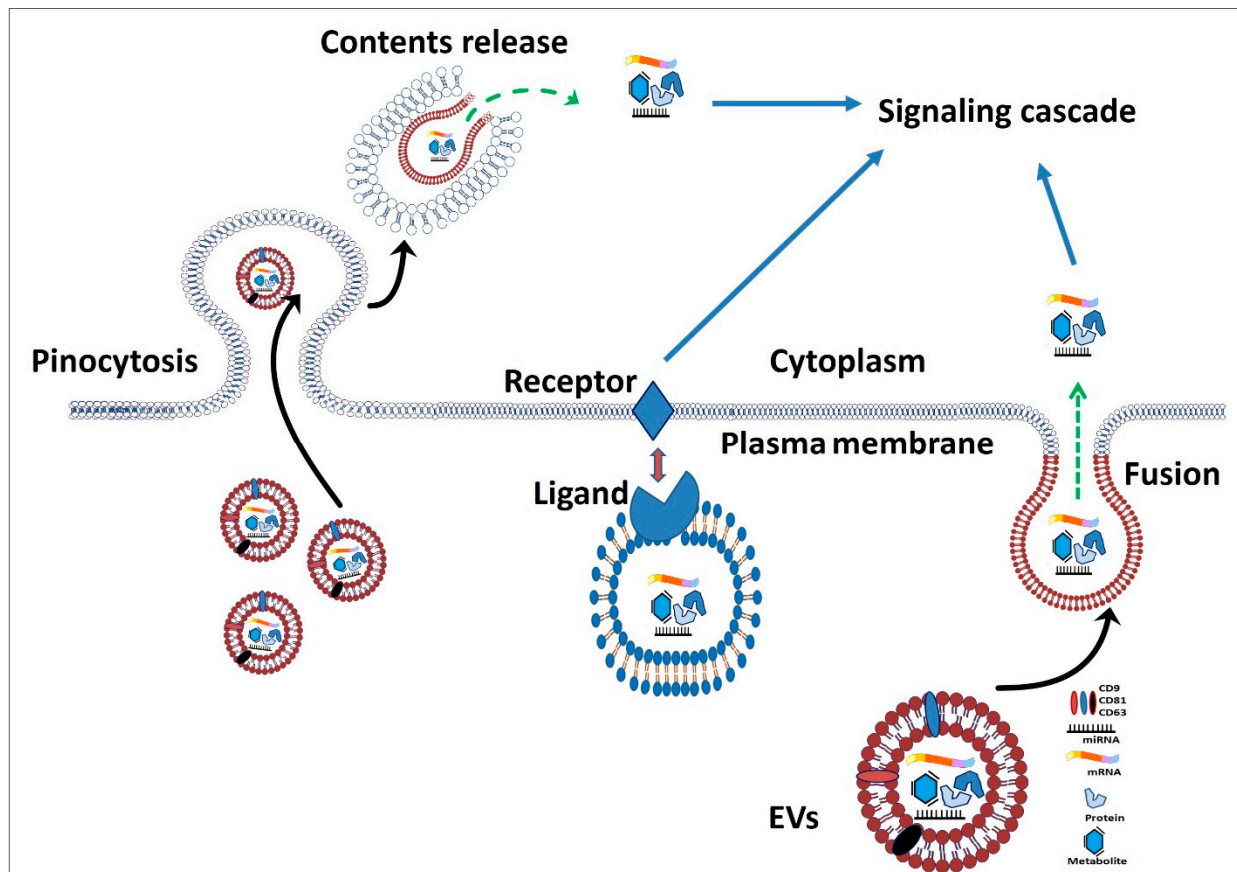 Contents release
Signaling cascade
Pinocytosis
Receptor
Cytoplasm
Plasma membrane
Ligand
Fusion
EVs
CD9
CD81
CD63
miRNA
mRNA
Protein
Metabolite